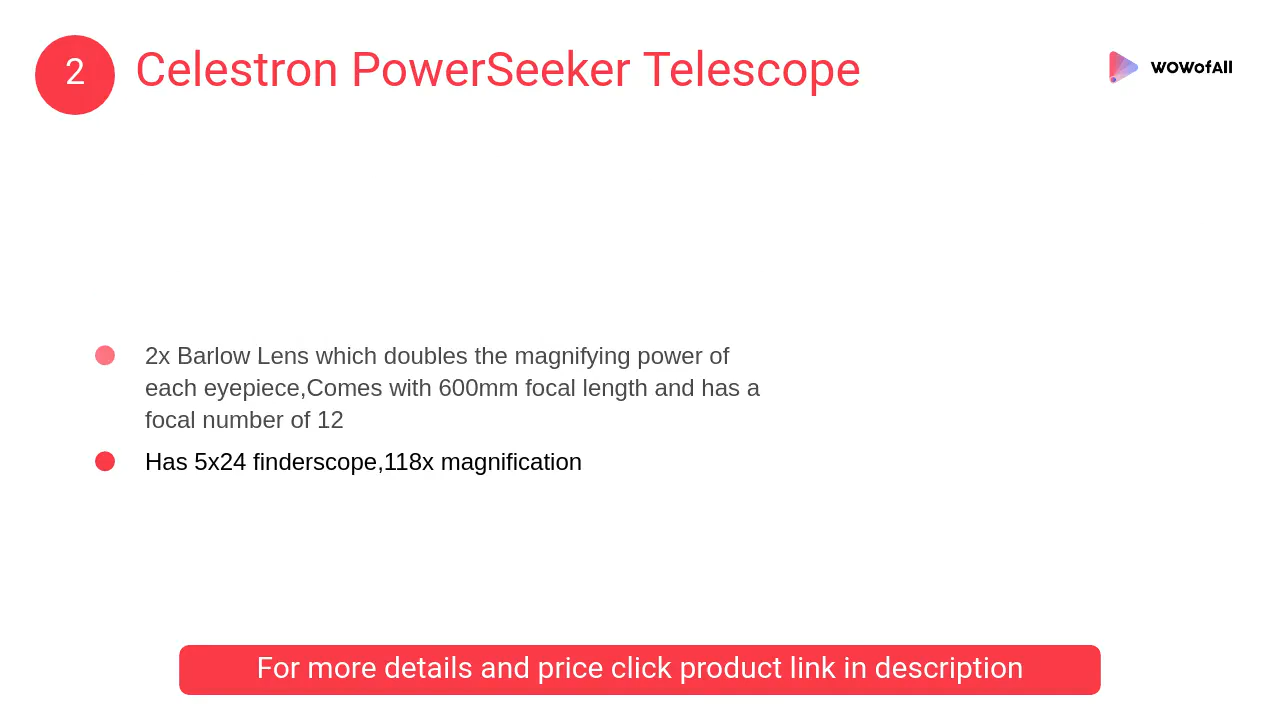 2
Celestron PowerSeeker Telescope
WOWofAll
2x Barlow Lens which doubles the magnifying power of
each eyepiece,Comes with 600mm focal length and has a
focal number of 12
Has 5x24 finderscope,118x magnification
For more details and price click product link in description